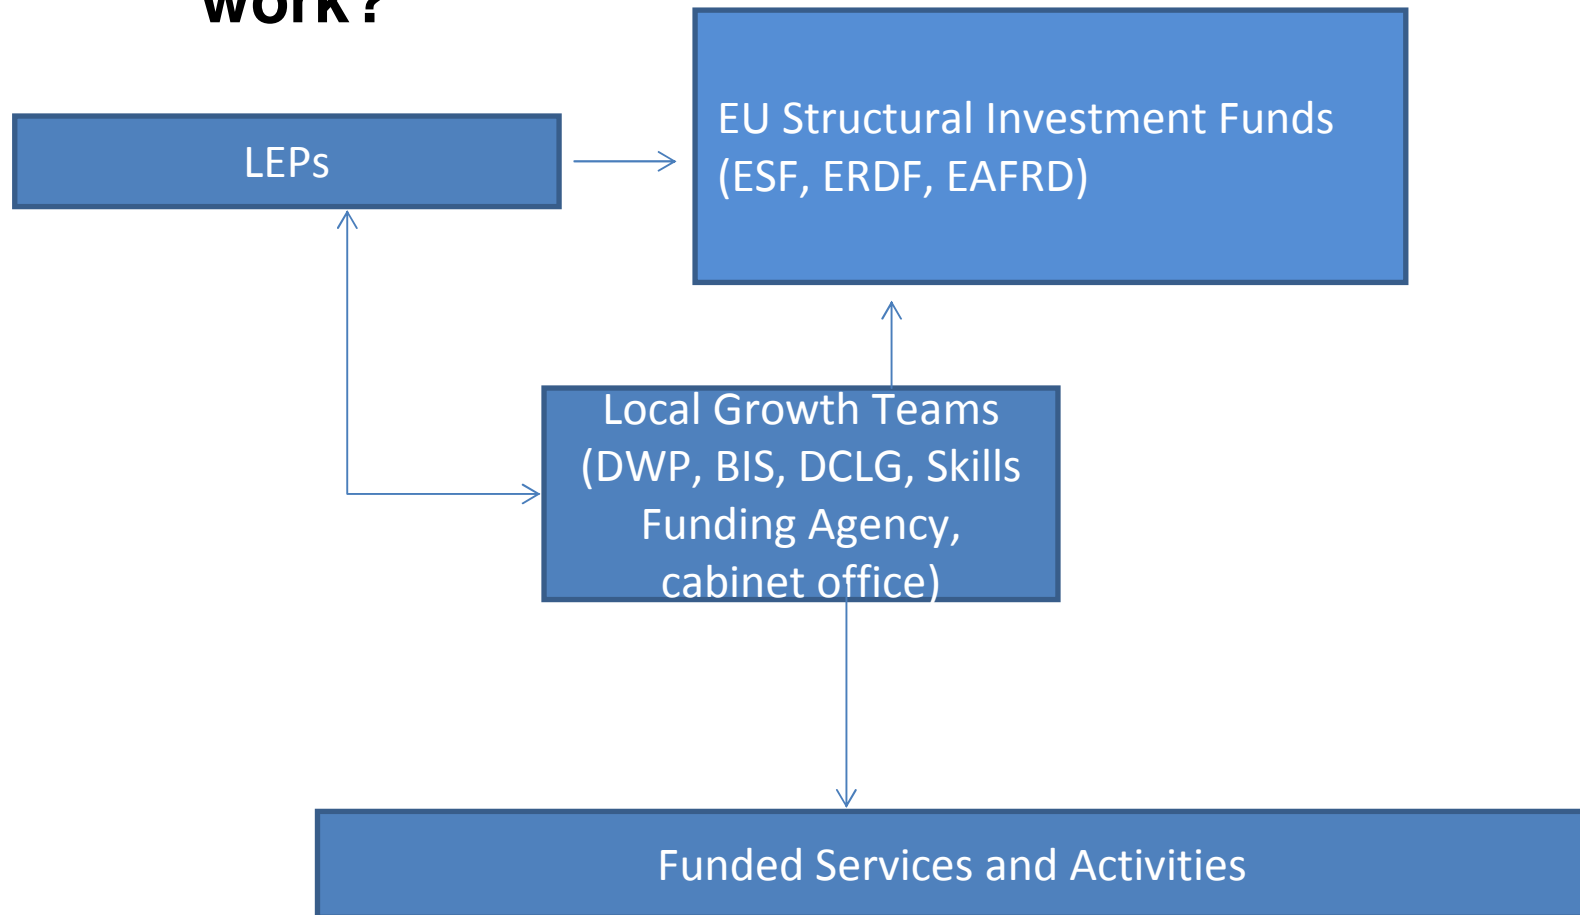 work?
LEPs
EU Structural Investment Funds
(ESF, ERDF, EAFRD)
Local Growth Teams
(DWP, BIS, DCLG, Skills
Funding Agency,
cabinet office)
Funded Services and Activities